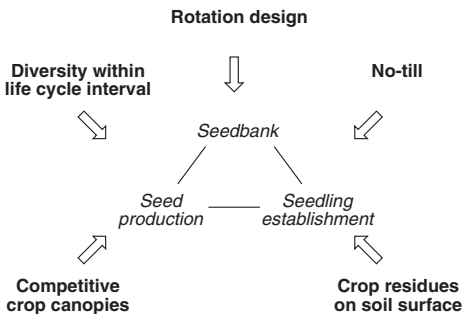 Rotation design
Diversity within
life cycle interval
No-till
Seedbank
Seed
production
Seedling
establishment
Competitive
crop canopies
Crop residues
on soil surface